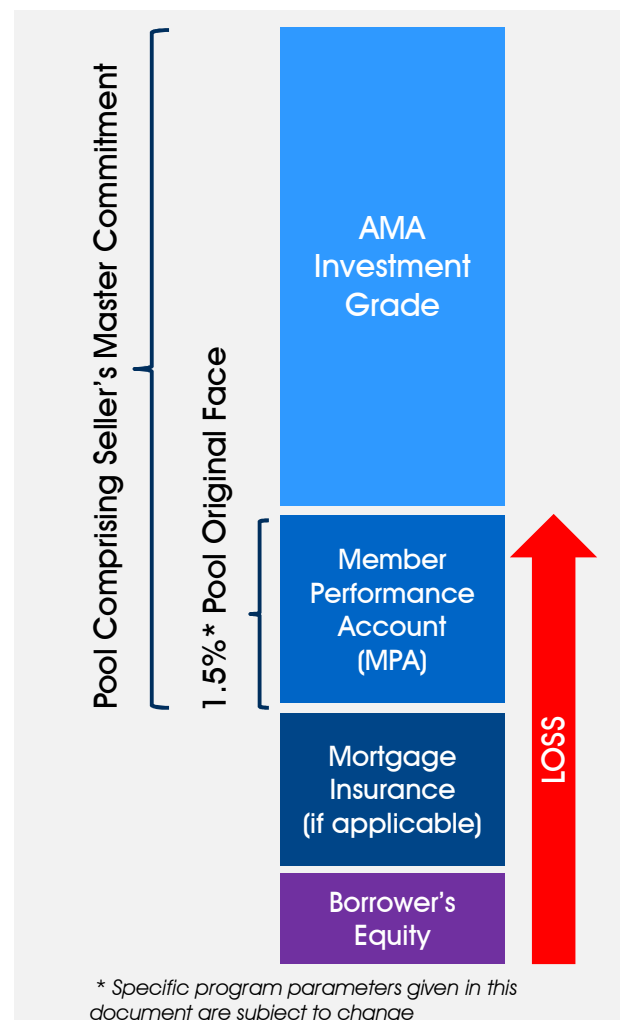 Pool Comprising Seller's Master Commitment
1.5%* Pool Original Face
AMA
Investment
Grade
Member
Performance
Account
(MPA)
Mortgage
Insurance
(if applicable)
Borrower's
Equity
LOSS
* Specific program parameters given in this
document are subject to change